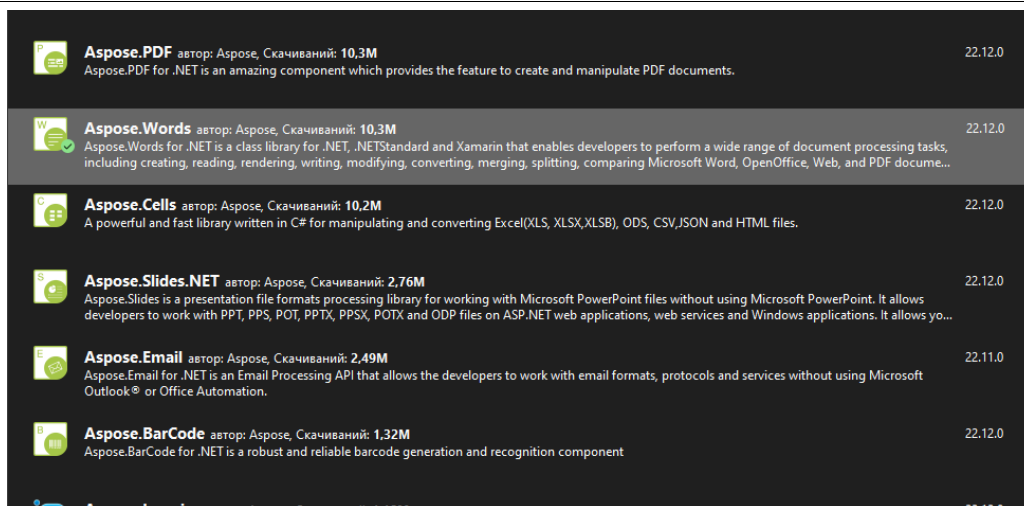 P
Aspose.PDF автор: Aspose, Скачиваний: 10,3M 22.12.0
Aspose.PDF for .NET is an amazing component which provides the feature to create and manipulate PDF documents.
W
Aspose.Words автор: Aspose, Скачиваний: 10,3M 22.12.0
Aspose.Words for .NET is a class library for .NET, .NETStandard and Xamarin that enables developers to perform a wide range of document processing tasks,
including creating, reading, rendering, writing, modifying, converting, merging, splitting, comparing Microsoft Word, OpenOffice, Web, and PDF docume...
C
Aspose.Cells автор: Aspose, Скачиваний: 10,2M 22.12.0
A powerful and fast library written in C# for manipulating and converting Excel(XLS, XLSX,XLSB), ODS, CSV,JSON and HTML files.
S
Aspose.Slides.NET автор: Aspose, Скачиваний: 2,76M 22.12.0
Aspose.Slides is a presentation file formats processing library for working with Microsoft PowerPoint files without using Microsoft PowerPoint. It allows
developers to work with PPT, PPS, POT, PPTX, PPSX, POTX and ODP files on ASP.NET web applications, web services and Windows applications. It allows yo...
E
Aspose.Email автор: Aspose, Скачиваний: 2,49M 22.11.0
Aspose.Email for .NET is an Email Processing API that allows the developers to work with email formats, protocols and services without using Microsoft
Outlook® or Office Automation.
B
Aspose.BarCode автор: Aspose, Скачиваний: 1,32M 22.12.0
Aspose.BarCode for .NET is a robust and reliable barcode generation and recognition component